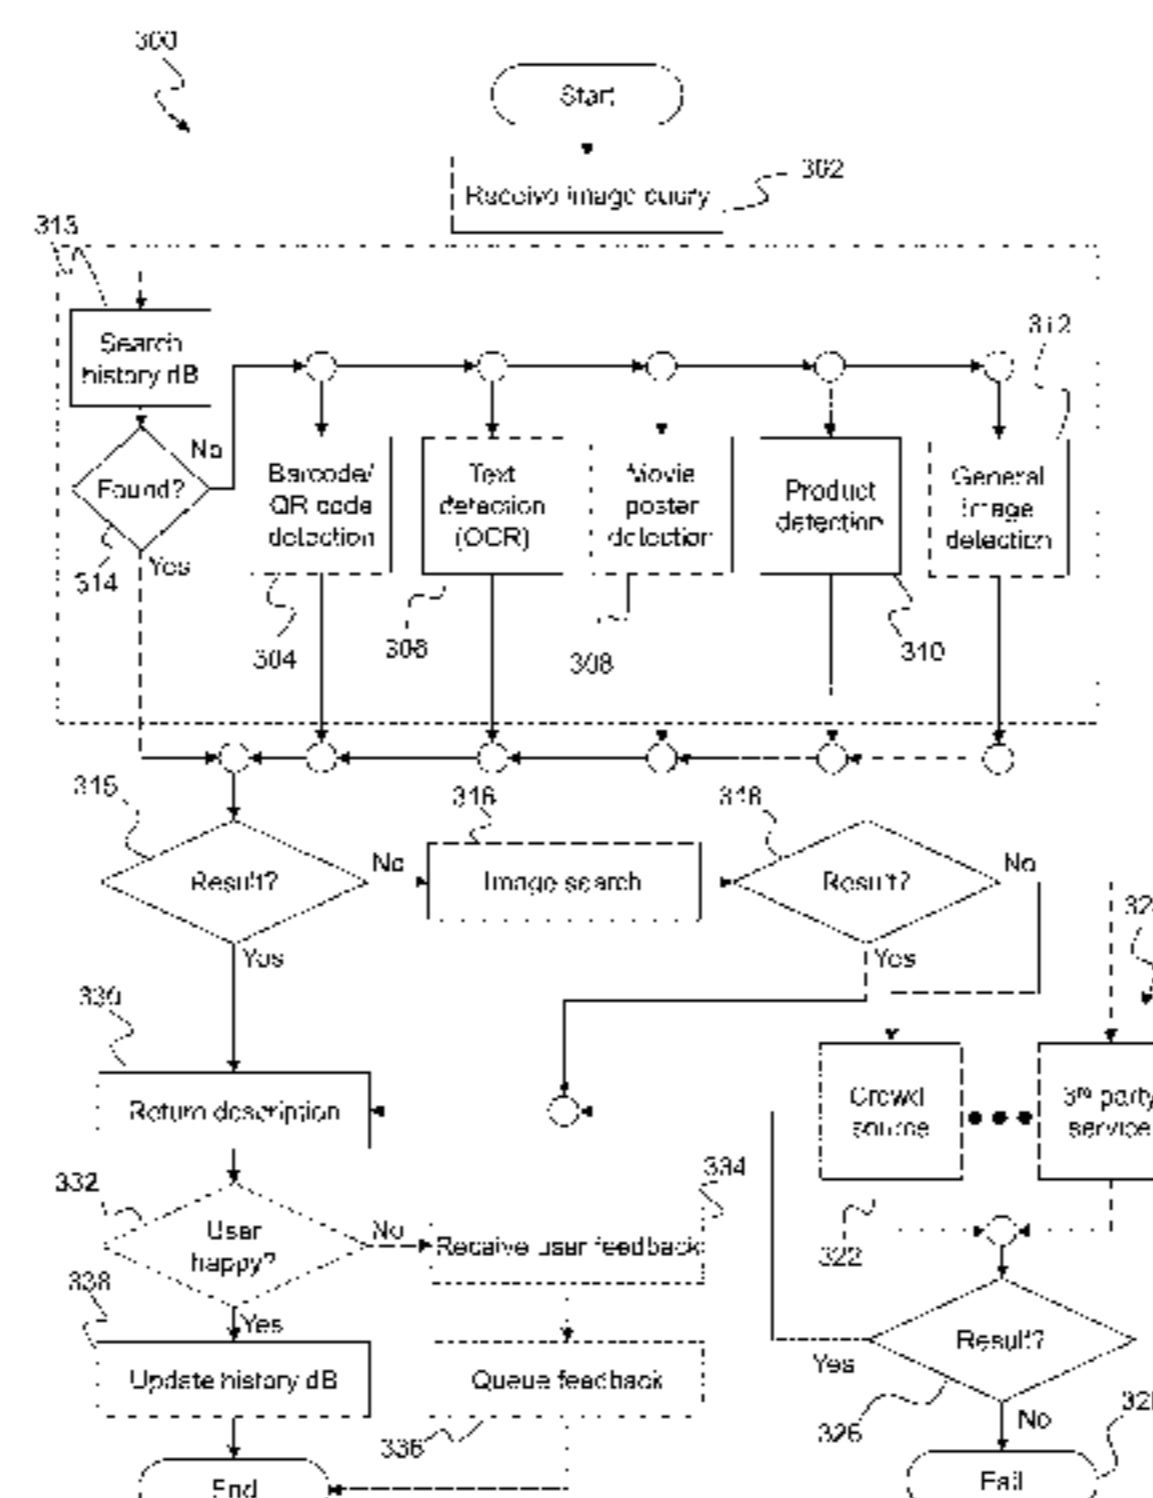 300
Start
Receive image query
302
313
Search
history dB
312
No
Found?
Yes
314
Barcode/
QR code
detection
Text
detection
(OCR)
Movie
poster
detection
Product
detection
General
image
detection
304
308
310
315
316
318
Result?
No
Image search
Result?
No
Yes
Yes
330
Return description
Crowd
source
3rd party
service
332
334
User
happy?
No
Receive user feedback
322
338
Yes
Result?
Update history dB
Queue feedback
Yes
326
No
336
End
Fail